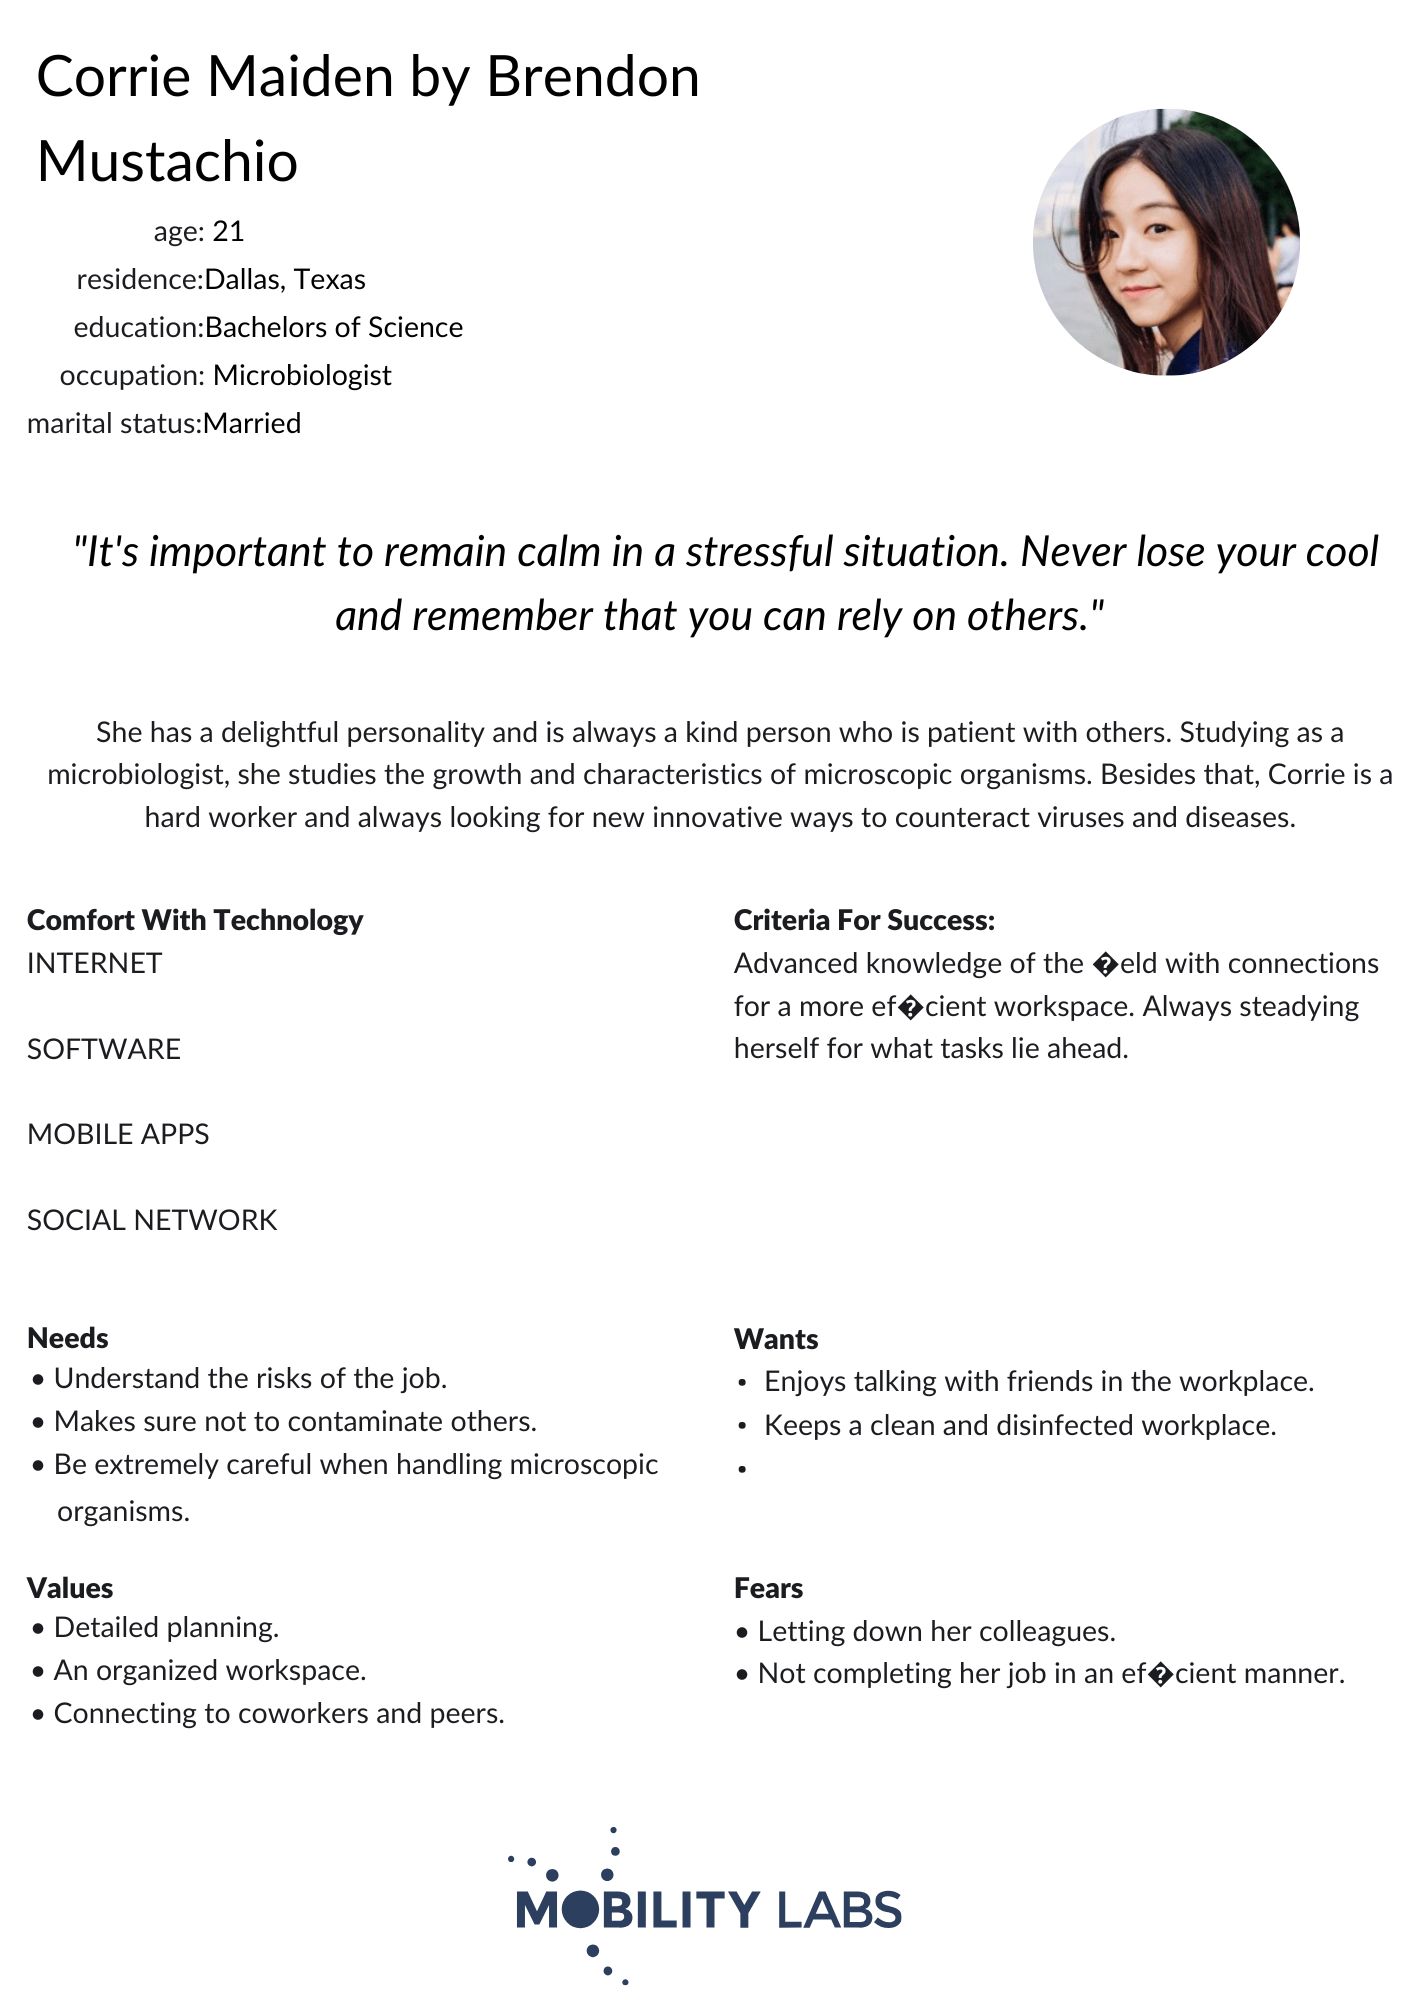 Corrie Maiden by Brendon
Mustachio
age: 21
residence:Dallas, Texas
education:Bachelors of Science
occupation: Microbiologist
marital status:Married
"It's important to remain calm in a stressful situation. Never lose your cool
and remember that you can rely on others."
She has a delightful personality and is always a kind person who is patient with others. Studying as a
microbiologist, she studies the growth and characteristics of microscopic organisms. Besides that, Corrie is a
hard worker and always looking for new innovative ways to counteract viruses and diseases.
Comfort With Technology
INTERNET
SOFTWARE
MOBILE APPS
SOCIAL NETWORK
Criteria For Success:
Advanced knowledge of the �eld with connections
for a more ef�cient workspace. Always steadying
herself for what tasks lie ahead.
Needs
• Understand the risks of the job.
• Makes sure not to contaminate others.
• Be extremely careful when handling microscopic
organisms.
Wants
• Enjoys talking with friends in the workplace.
• Keeps a clean and disinfected workplace.
•
Values
• Detailed planning.
• An organized workspace.
• Connecting to coworkers and peers.
Fears
• Letting down her colleagues.
• Not completing her job in an ef�cient manner.
MOBILITY LABS